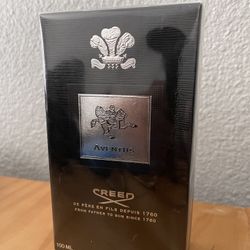 AVENTUS
CREED
DE PÈRE EN FILS DEPUIS 1760
FROM FATHER TO SON SINCE 1760
100 ML